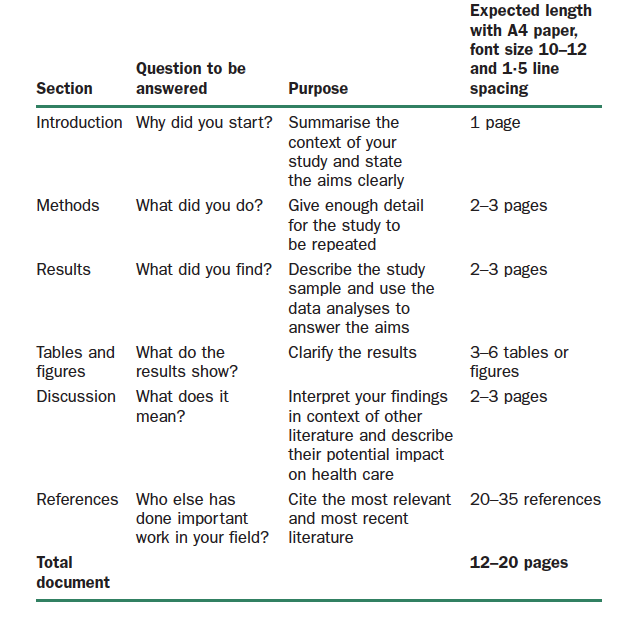 Section
Question to be
answered
Purpose
Expected length
with A4 paper,
font size 10–12
and 1·5 line
spacing
Introduction
Why did you start?
Summarise the
context of your
study and state
the aims clearly
1 page
Methods
What did you do?
Give enough detail
for the study to
be repeated
2–3 pages
Results
What did you find?
Describe the study
sample and use the
data analyses to
answer the aims
2–3 pages
Tables and
figures
What do the
results show?
Clarify the results
3–6 tables or
figures
Discussion
What does it
mean?
Interpret your findings
in context of other
literature and describe
their potential impact
on health care
2–3 pages
References
Who else has
done important
work in your field?
Cite the most relevant
and most recent
literature
20–35 references
Total
document
12–20 pages